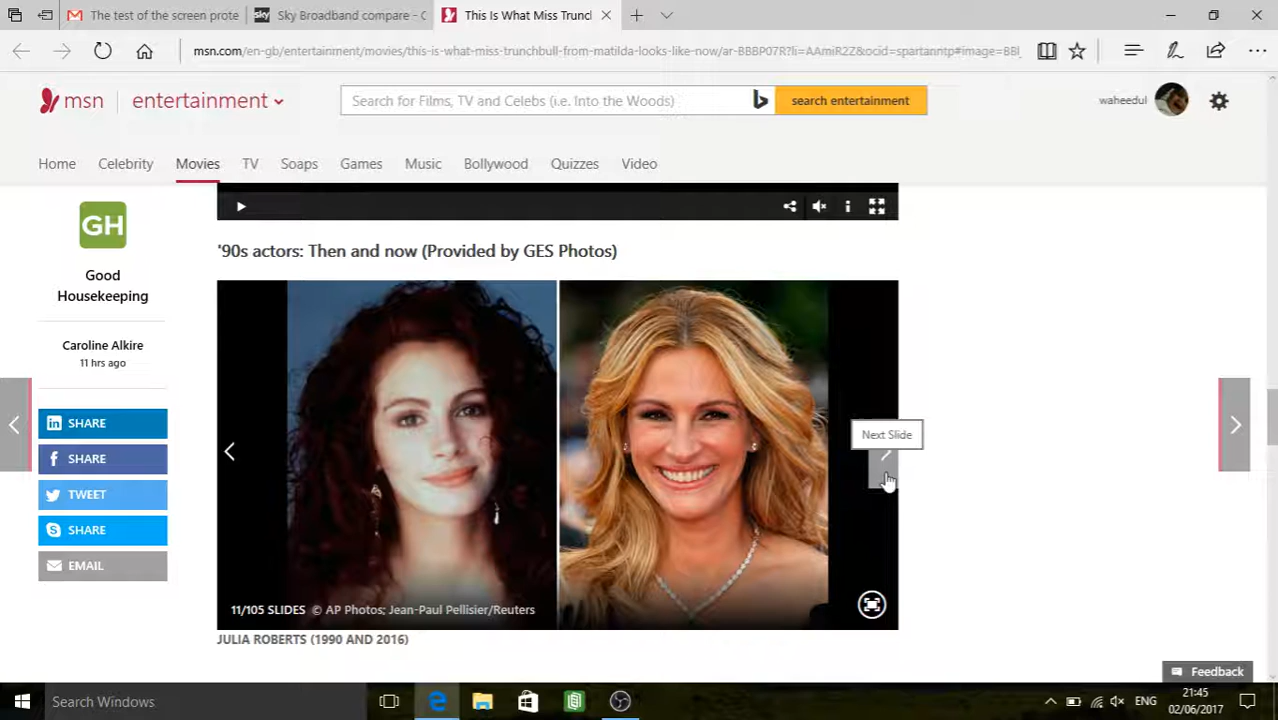 The test of the screen prote
Sky Broadband compare - C
This Is What Miss Trunch
msn.com/en-gb/entertainment/movies/this-is-what-miss-trunchbull-from-matilda-looks-like-now/ar-BBBP07R?li=AAmiR2Z&ocid=spartanntp#image=BBl
msn
entertainment
Search for Films, TV and Celebs (i.e. Into the Woods)
search entertainment
waheedul
Home
Celebrity
Movies
TV
Soaps
Games
Music
Bollywood
Quizzes
Video
GH
Good
Housekeeping
Caroline Alkire
11 hrs ago
in SHARE
f SHARE
TWEET
SHARE
EMAIL
'90s actors: Then and now (Provided by GES Photos)
Next Slide
11/105 SLIDES © AP Photos; Jean-Paul Pellisier/Reuters
JULIA ROBERTS (1990 AND 2016)
Feedback
Search Windows
ENG
21:45
02/06/2017